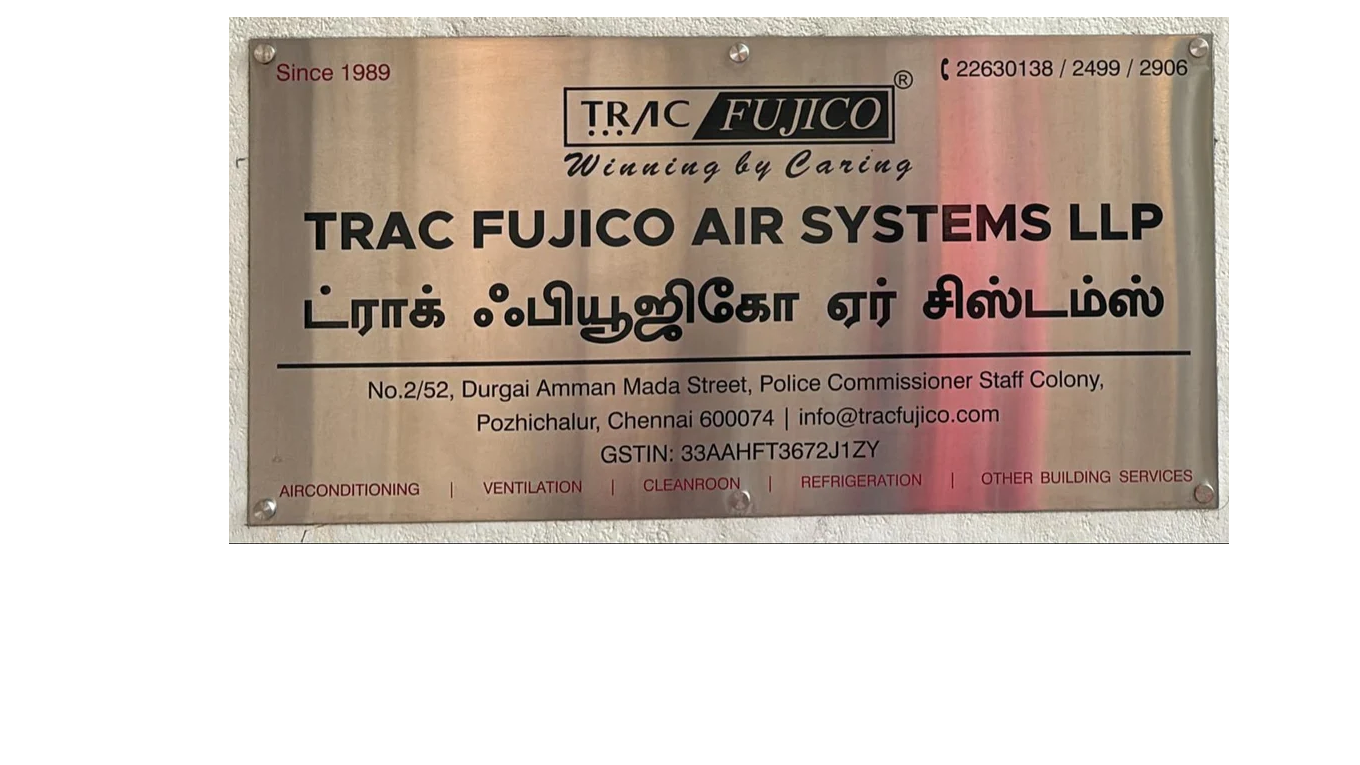 Since 1989
22630138 / 2499 / 2906
TRAC FUJICO ®
Winning by Caring
TRAC FUJICO AIR SYSTEMS LLP
ட்ராக் ஃபியூஜிகோ ஏர் சிஸ்டம்ஸ்
No.2/52, Durgai Amman Mada Street, Police Commissioner Staff Colony,
Pozhichalur, Chennai 600074 | info@tracfujico.com
GSTIN: 33AAHFT3672J1ZY
AIRCONDITIONING | VENTILATION | CLEANROON | REFRIGERATION | OTHER BUILDING SERVICES